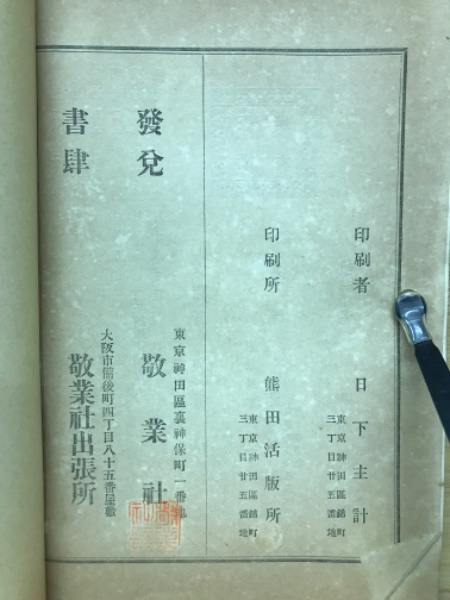 印刷者 日下主計
東京神田區錦町
三丁目廿五番地
印刷所 熊田活版所
東京神田區錦町
三丁目廿五番地
發兌
東京神田區裏神保町一番地
敬業社
書肆
大阪市備後町四丁目八十五番屋敷
敬業社出張所